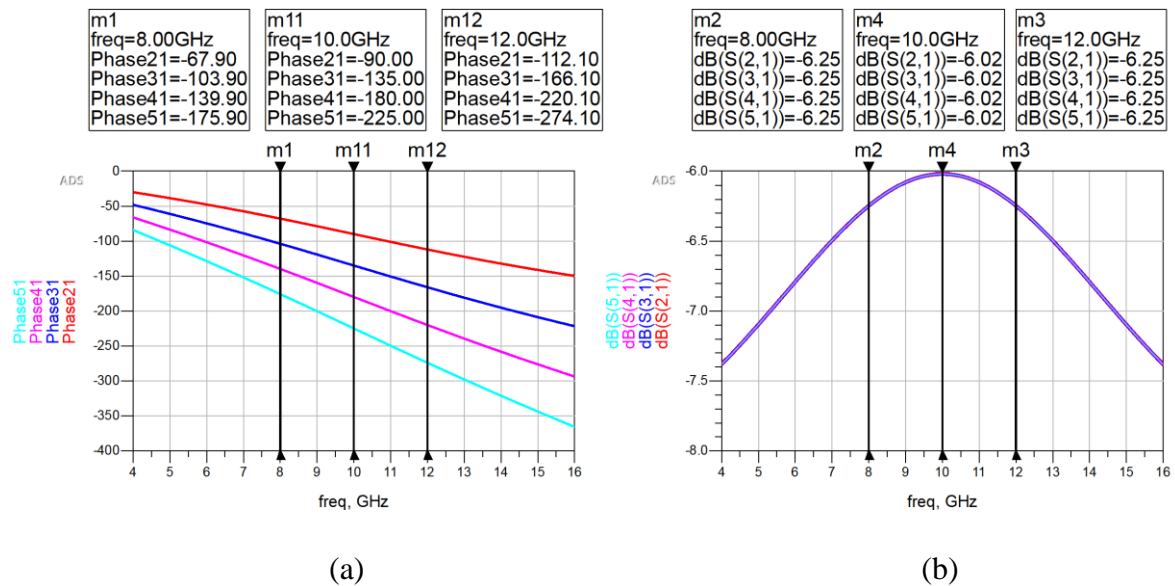 m1
freq=8.00GHz
Phase21=-67.90
Phase31=-103.90
Phase41=-139.90
Phase51=-175.90
m11
freq=10.0GHz
Phase21=-90.00
Phase31=-135.00
Phase41=-180.00
Phase51=-225.00
m12
freq=12.0GHz
Phase21=-112.10
Phase31=-166.10
Phase41=-220.10
Phase51=-274.10
m1
m11
m12
ADS
0
-50
-100
-150
-200
-250
-300
-350
-400
Phase51
Phase41
Phase31
Phase21
4
5
6
7
8
9
10
11
12
13
14
15
16
freq, GHz
(a)
m2
freq=8.00GHz
dB(S(2,1))=-6.25
dB(S(3,1))=-6.25
dB(S(4,1))=-6.25
dB(S(5,1))=-6.25
m4
freq=10.0GHz
dB(S(2,1))=-6.02
dB(S(3,1))=-6.02
dB(S(4,1))=-6.02
dB(S(5,1))=-6.02
m3
freq=12.0GHz
dB(S(2,1))=-6.25
dB(S(3,1))=-6.25
dB(S(4,1))=-6.25
dB(S(5,1))=-6.25
m2
m4
m3
ADS
-6.0
-6.5
-7.0
-7.5
-8.0
dB(S(5,1))
dB(S(4,1))
dB(S(3,1))
dB(S(2,1))
4
5
6
7
8
9
10
11
12
13
14
15
16
freq, GHz
(b)